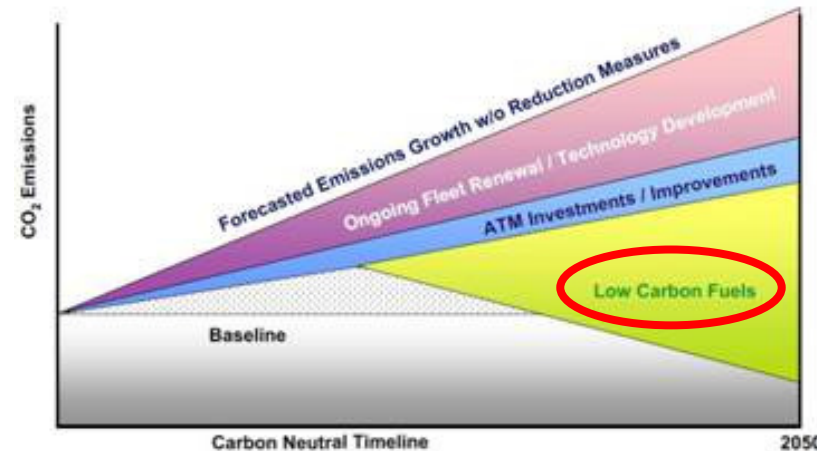 CO₂ Emissions
Forecasted Emissions Growth w/o Reduction Measures
Ongoing Fleet Renewal / Technology Development
ATM Investments / Improvements
Low Carbon Fuels
Baseline
Carbon Neutral Timeline
2050